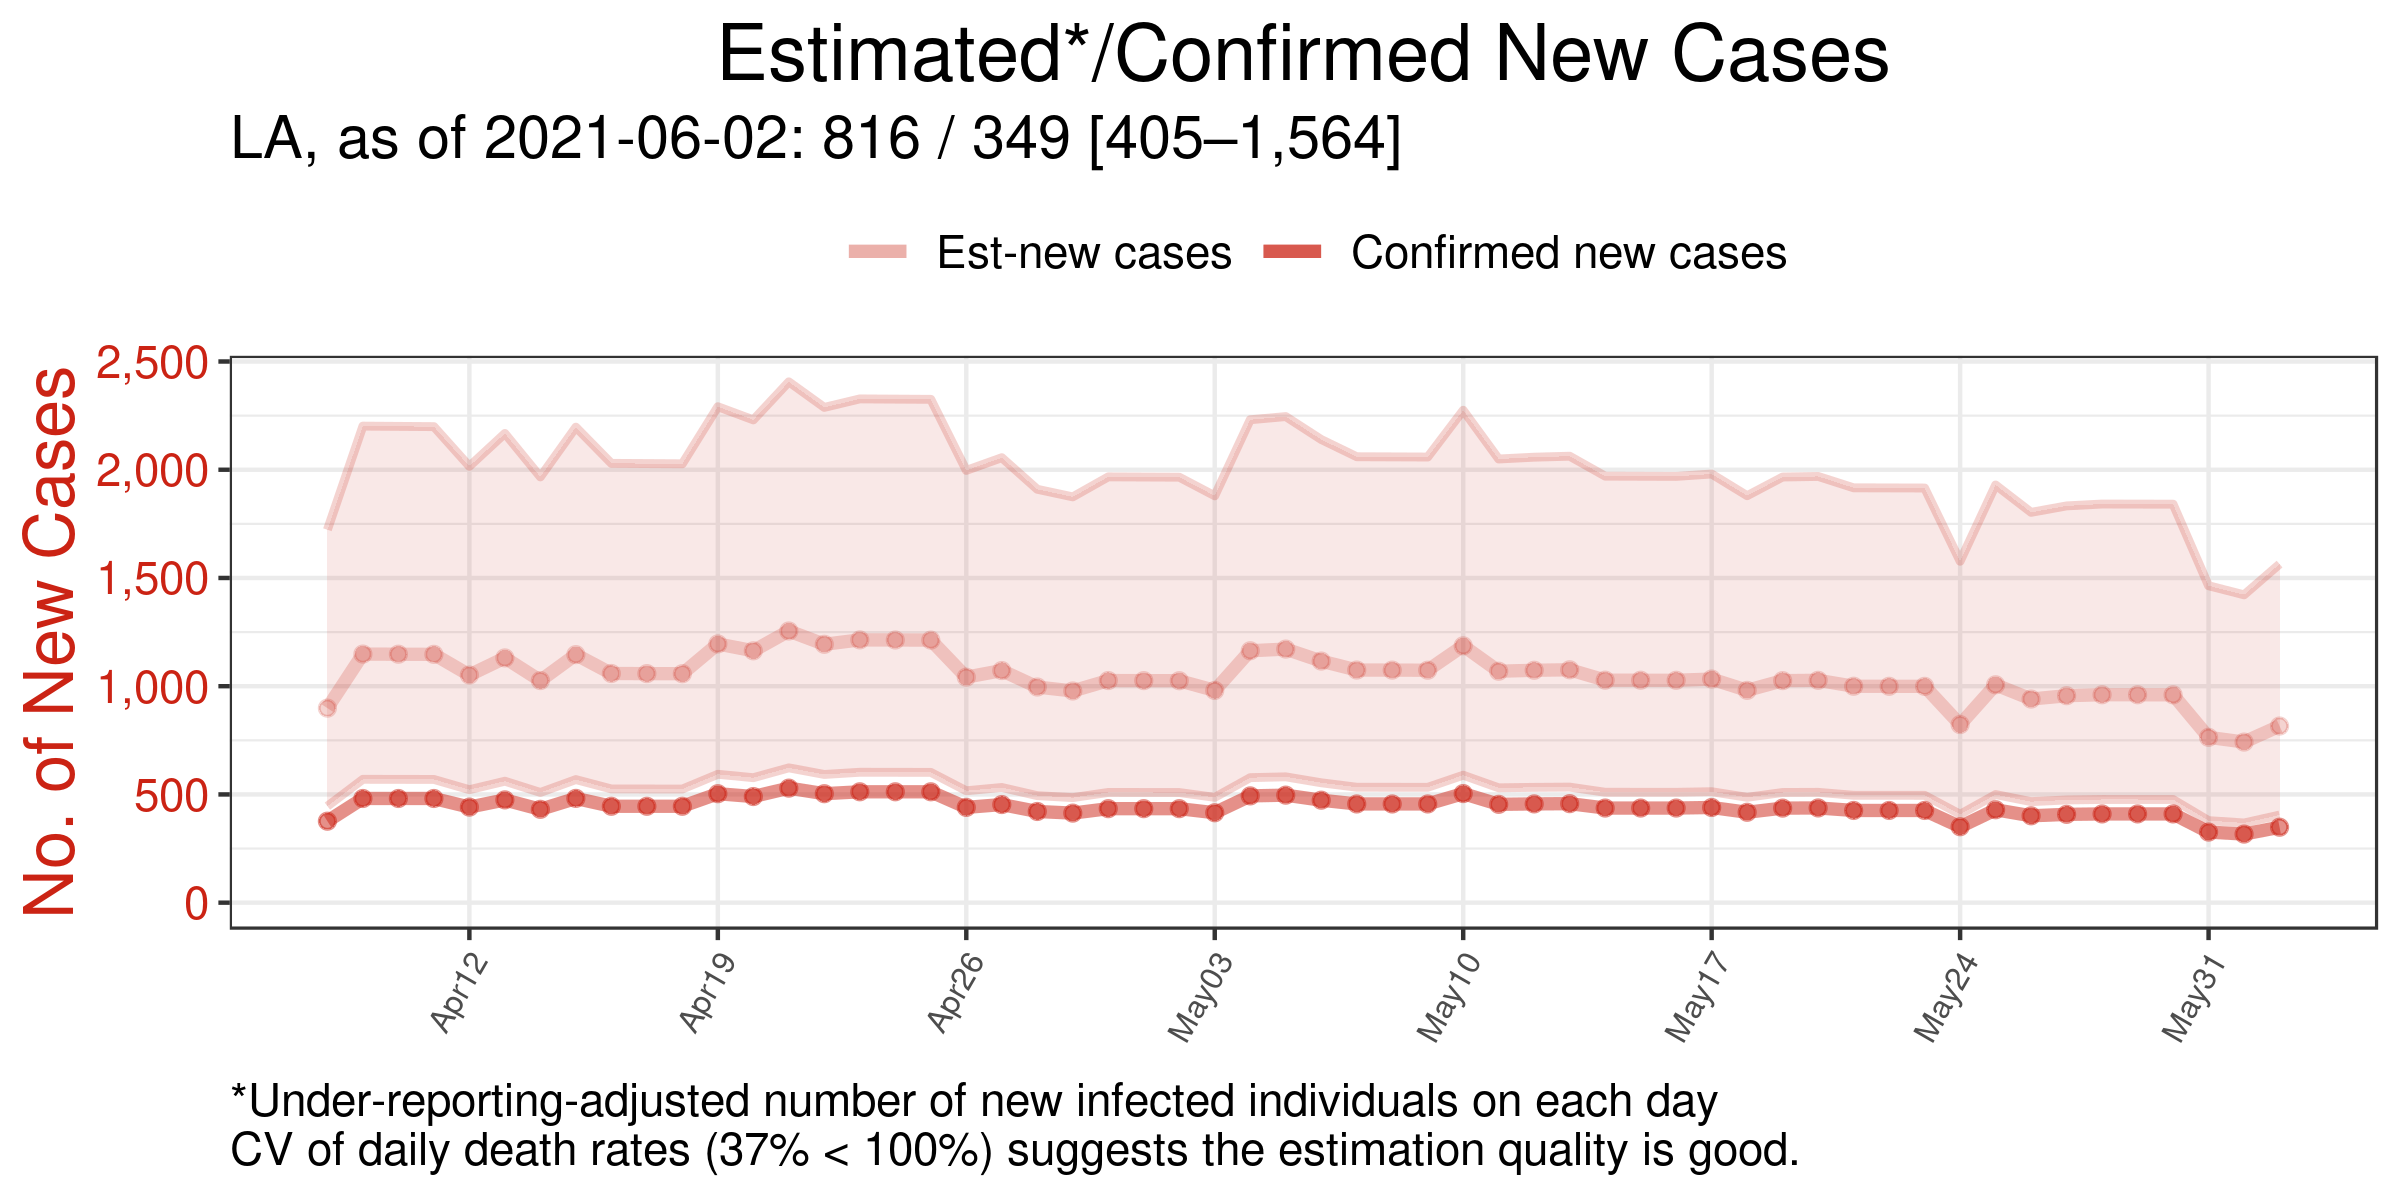 Estimated*/Confirmed New Cases
LA, as of 2021-06-02: 816 / 349 [405–1,564]
Est-new cases Confirmed new cases
No. of New Cases
2,500
2,000
1,500
1,000
500
0
Apr12 Apr19 Apr26 May03 May10 May17 May24 May31
*Under-reporting-adjusted number of new infected individuals on each day
CV of daily death rates (37% < 100%) suggests the estimation quality is good.